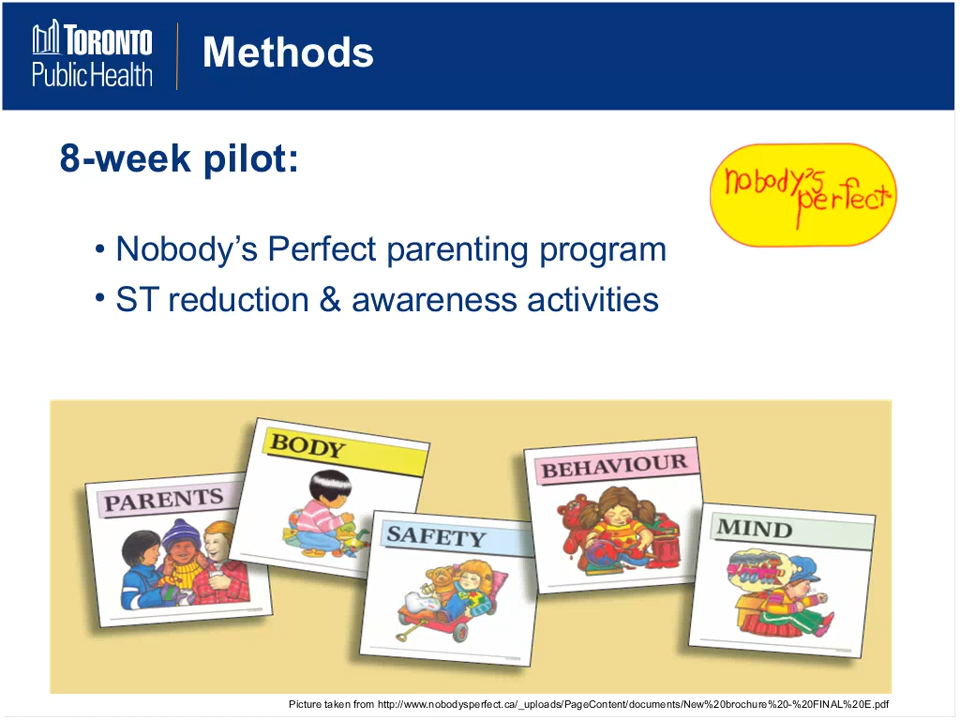 TORONTO
Public Health
Methods
8-week pilot:
nobody's
perfect
• Nobody’s Perfect parenting program
• ST reduction & awareness activities
PARENTS
BODY
SAFETY
BEHAVIOUR
MIND
Picture taken from http://www.nobodysperfect.ca/_uploads/PageContent/documents/New%20brochure%20-%20FINAL%20E.pdf